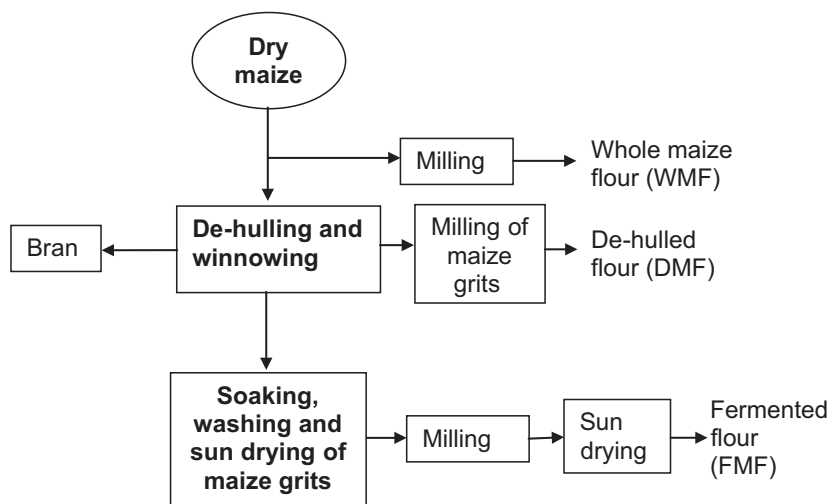 Dry
maize
Milling
Whole maize
flour (WMF)
Bran
De-hulling and
winnowing
Milling of
maize
grits
De-hulled
flour (DMF)
Soaking,
washing and
sun drying of
maize grits
Milling
Sun
drying
Fermented
flour
(FMF)